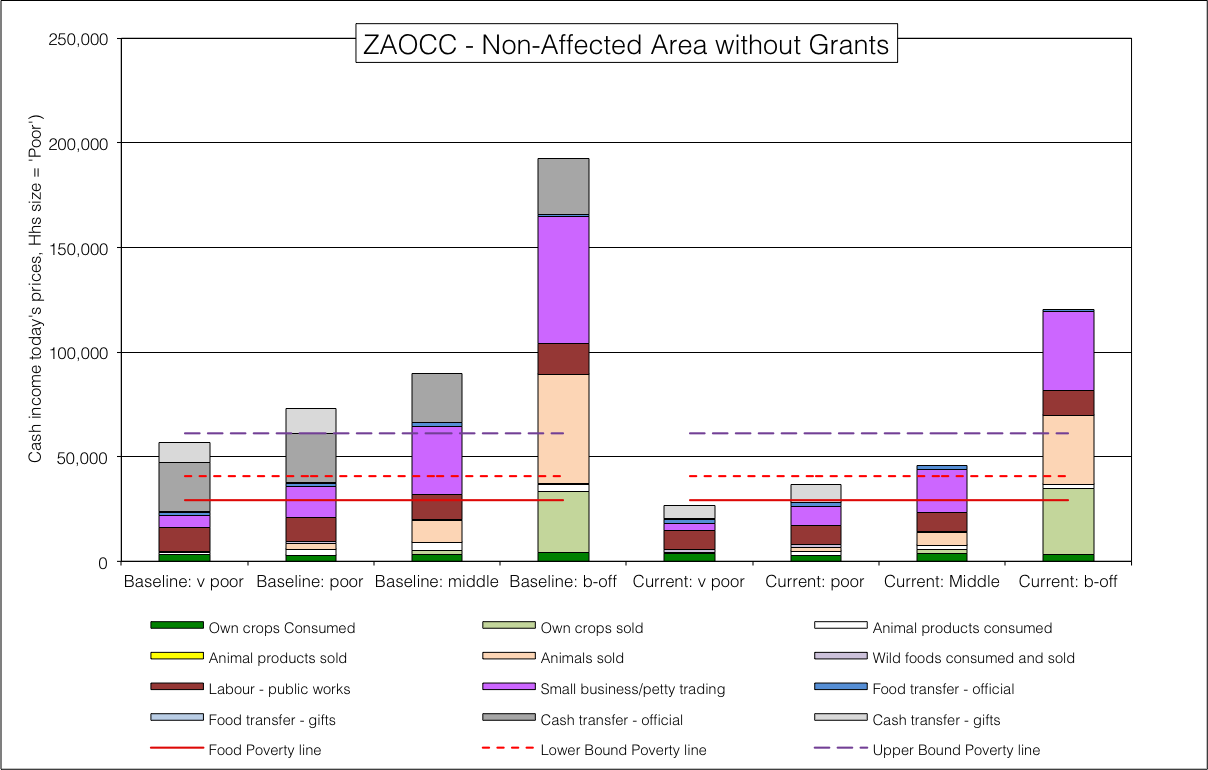 ZAOCC - Non-Affected Area without Grants
Cash income today's prices, Hhs size = 'Poor')
250,000
200,000
150,000
100,000
50,000
0
Baseline: v poor Baseline: poor Baseline: middle Baseline: b-off Current: v poor Current: poor Current: Middle Current: b-off
Own crops Consumed Own crops sold Animal products consumed
Animal products sold Animals sold Wild foods consumed and sold
Labour - public works Small business/petty trading Food transfer - official
Food transfer - gifts Cash transfer - official Cash transfer - gifts
Food Poverty line Lower Bound Poverty line Upper Bound Poverty line